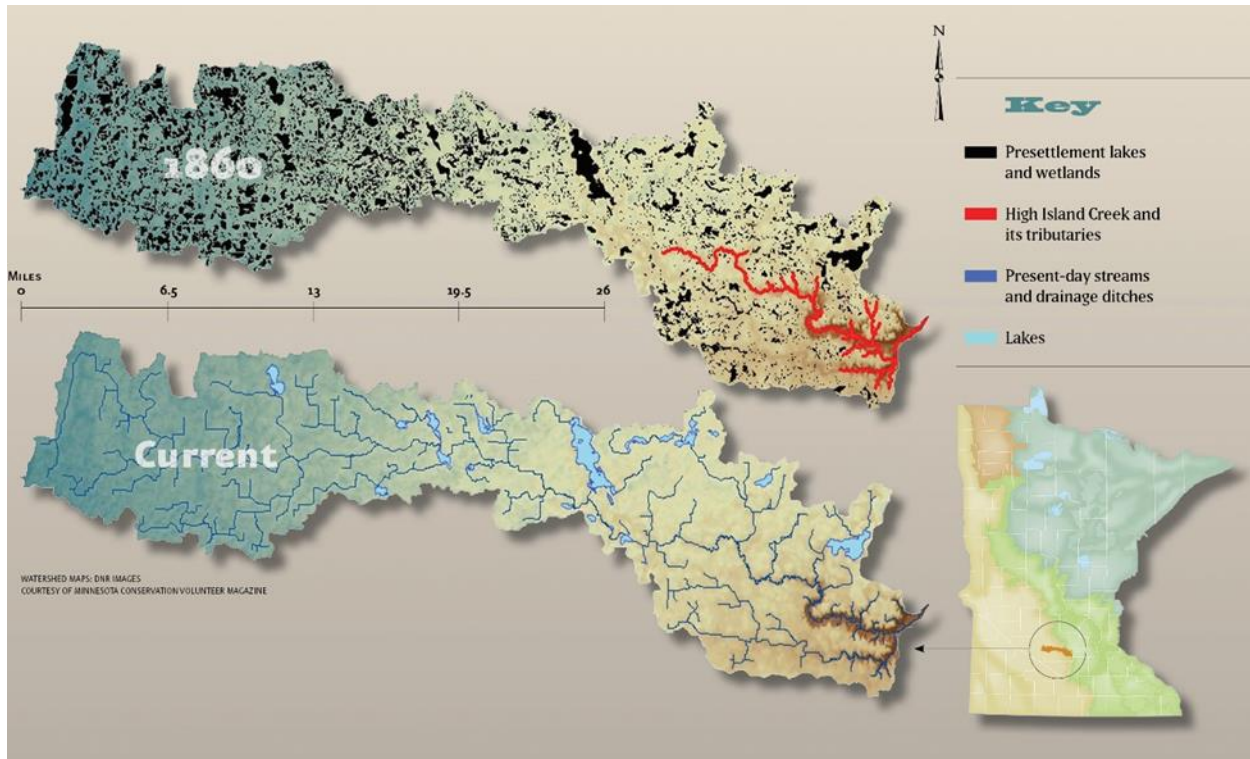 N
Key
Presettlement lakes
and wetlands
High Island Creek and
its tributaries
Present-day streams
and drainage ditches
Lakes
1860
MILES
0 6.5 13 19.5 26
Current
WATERSHED MAPS: DNR IMAGES
COURTESY OF MINNESOTA CONSERVATION VOLUNTEER MAGAZINE